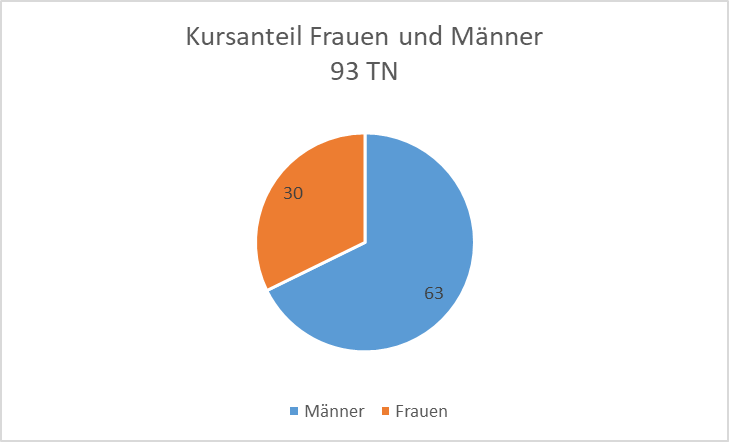 Kursanteil Frauen und Männer
93 TN
30
63
Männer Frauen